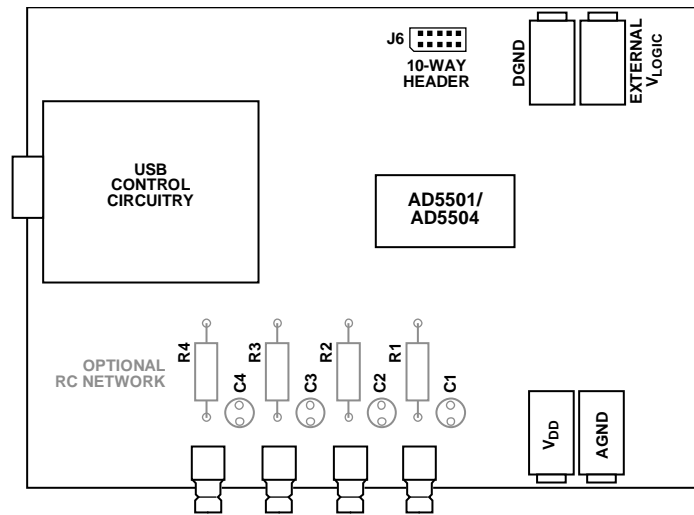 J6
10-WAY
HEADER
DGND
EXTERNAL
VLOGIC
USB
CONTROL
CIRCUITRY
AD5501/
AD5504
OPTIONAL
RC NETWORK
R4
C4
R3
C3
R2
C2
R1
C1
VDD
AGND